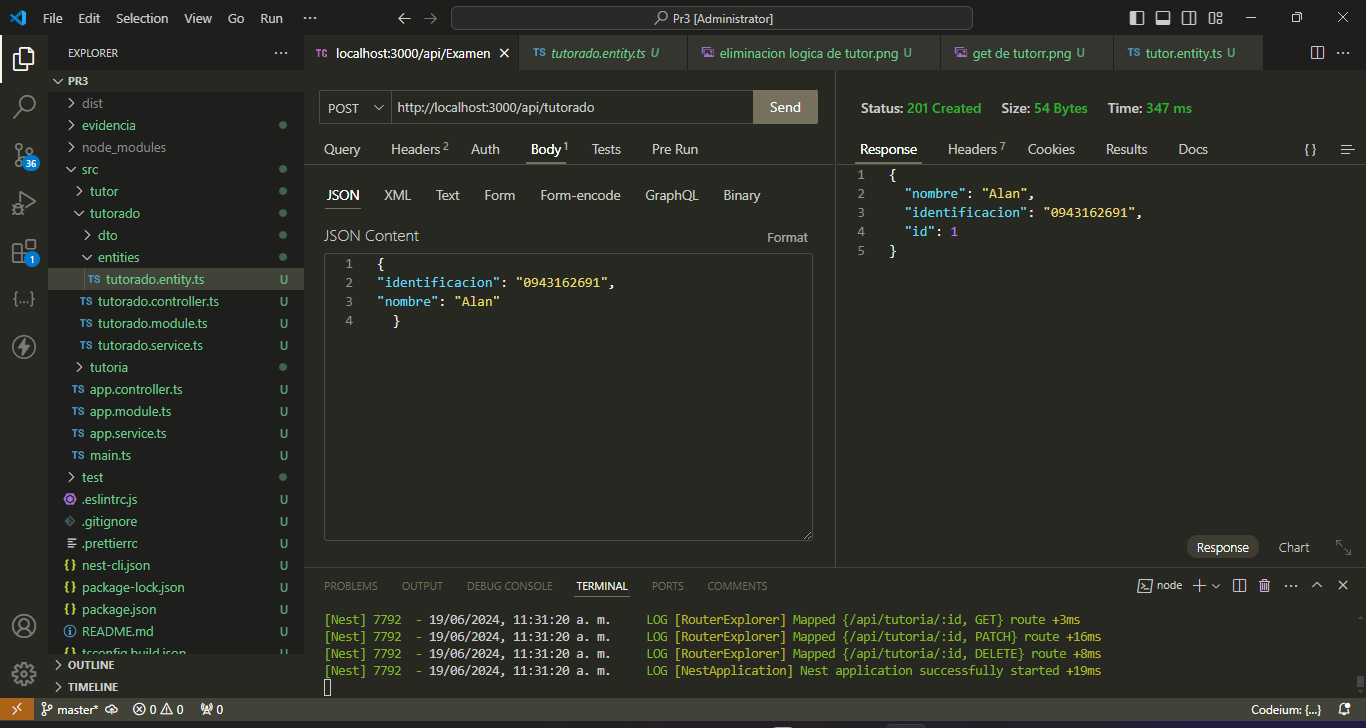 File Edit Selection View Go Run ··· Pr3 [Administrator]
EXPLORER ···
PR3
dist
evidencia
node_modules
src
tutor
tutorado
dto
entities
TS tutorado.entity.ts U
TS tutorado.controller.ts U
TS tutorado.module.ts U
TS tutorado.service.ts U
tutoria
TS app.controller.ts U
TS app.module.ts U
TS app.service.ts U
TS main.ts U
test
.eslintrc.js U
.gitignore U
.prettierrc U
{} nest-cli.json U
{} package-lock.json U
{} package.json U
README.md U
{} tsconfig.build.json U
OUTLINE
TIMELINE
36
1
TC localhost:3000/api/Examen TS tutorado.entity.ts U eliminacion logica de tutor.png U get de tutorr.png U TS tutor.entity.ts U ···
POST http://localhost:3000/api/tutorado Send
Query Headers 2 Auth Body 1 Tests Pre Run
JSON XML Text Form Form-encode GraphQL Binary
JSON Content Format
1 {
2 "identificacion": "0943162691",
3 "nombre": "Alan"
4 }
Status: 201 Created Size: 54 Bytes Time: 347 ms
Response Headers 7 Cookies Results Docs {}
1 {
2 "nombre": "Alan",
3 "identificacion": "0943162691",
4 "id": 1
5 }
Response Chart
PROBLEMS OUTPUT DEBUG CONSOLE TERMINAL PORTS COMMENTS node ···
[Nest] 7792 - 19/06/2024, 11:31:20 a. m. LOG [RouterExplorer] Mapped {/api/tutoria/:id, GET} route +3ms
[Nest] 7792 - 19/06/2024, 11:31:20 a. m. LOG [RouterExplorer] Mapped {/api/tutoria/:id, PATCH} route +16ms
[Nest] 7792 - 19/06/2024, 11:31:20 a. m. LOG [RouterExplorer] Mapped {/api/tutoria/:id, DELETE} route +8ms
[Nest] 7792 - 19/06/2024, 11:31:20 a. m. LOG [NestApplication] Nest application successfully started +19ms
master* 0 0 0 Codeium: {...}